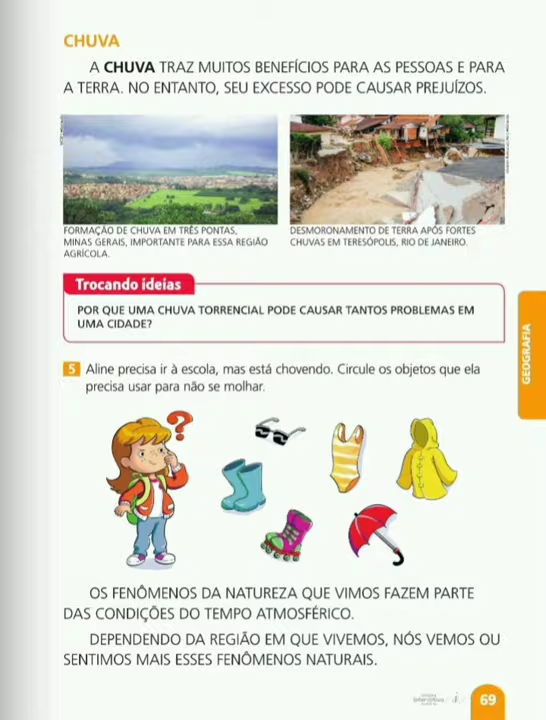 CHUVA
A CHUVA TRAZ MUITOS BENEFÍCIOS PARA AS PESSOAS E PARA
A TERRA. NO ENTANTO, SEU EXCESSO PODE CAUSAR PREJUÍZOS.
FORMAÇÃO DE CHUVA EM TRÊS PONTAS,
MINAS GERAIS, IMPORTANTE PARA ESSA REGIÃO
AGRÍCOLA.
DESMORONAMENTO DE TERRA APÓS FORTES
CHUVAS EM TERESÓPOLIS, RIO DE JANEIRO.
Trocando ideias
POR QUE UMA CHUVA TORRENCIAL PODE CAUSAR TANTOS PROBLEMAS EM
UMA CIDADE?
GEOGRAFIA
5 Aline precisa ir à escola, mas está chovendo. Circule os objetos que ela
precisa usar para não se molhar.
?
OS FENÔMENOS DA NATUREZA QUE VIMOS FAZEM PARTE
DAS CONDIÇÕES DO TEMPO ATMOSFÉRICO.
DEPENDENDO DA REGIÃO EM QUE VIVEMOS, NÓS VEMOS OU
SENTIMOS MAIS ESSES FENÔMENOS NATURAIS.
69